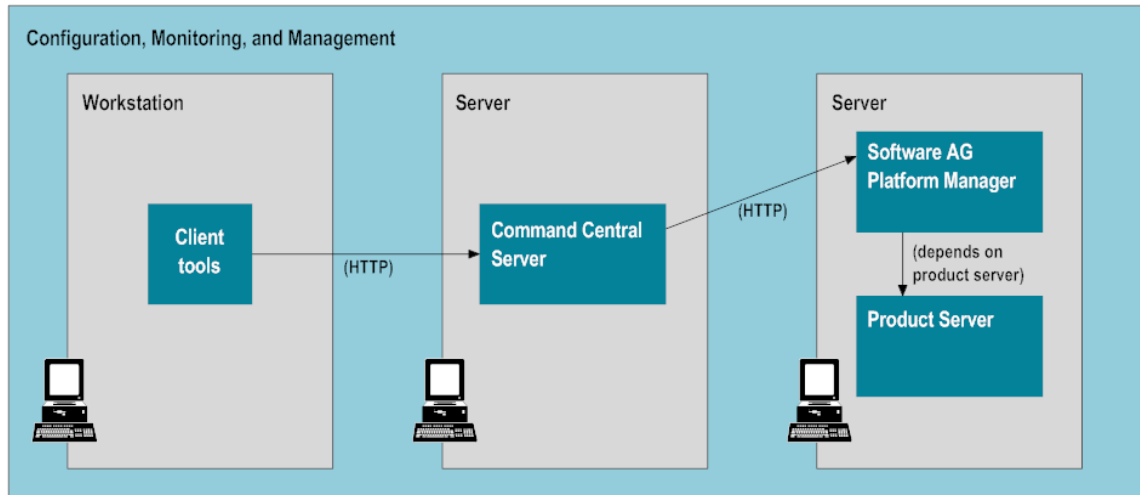 Configuration, Monitoring, and Management
Workstation
Client
tools
(HTTP)
Server
Command Central
Server
(HTTP)
Server
Software AG
Platform Manager
(depends on
product server)
Product Server